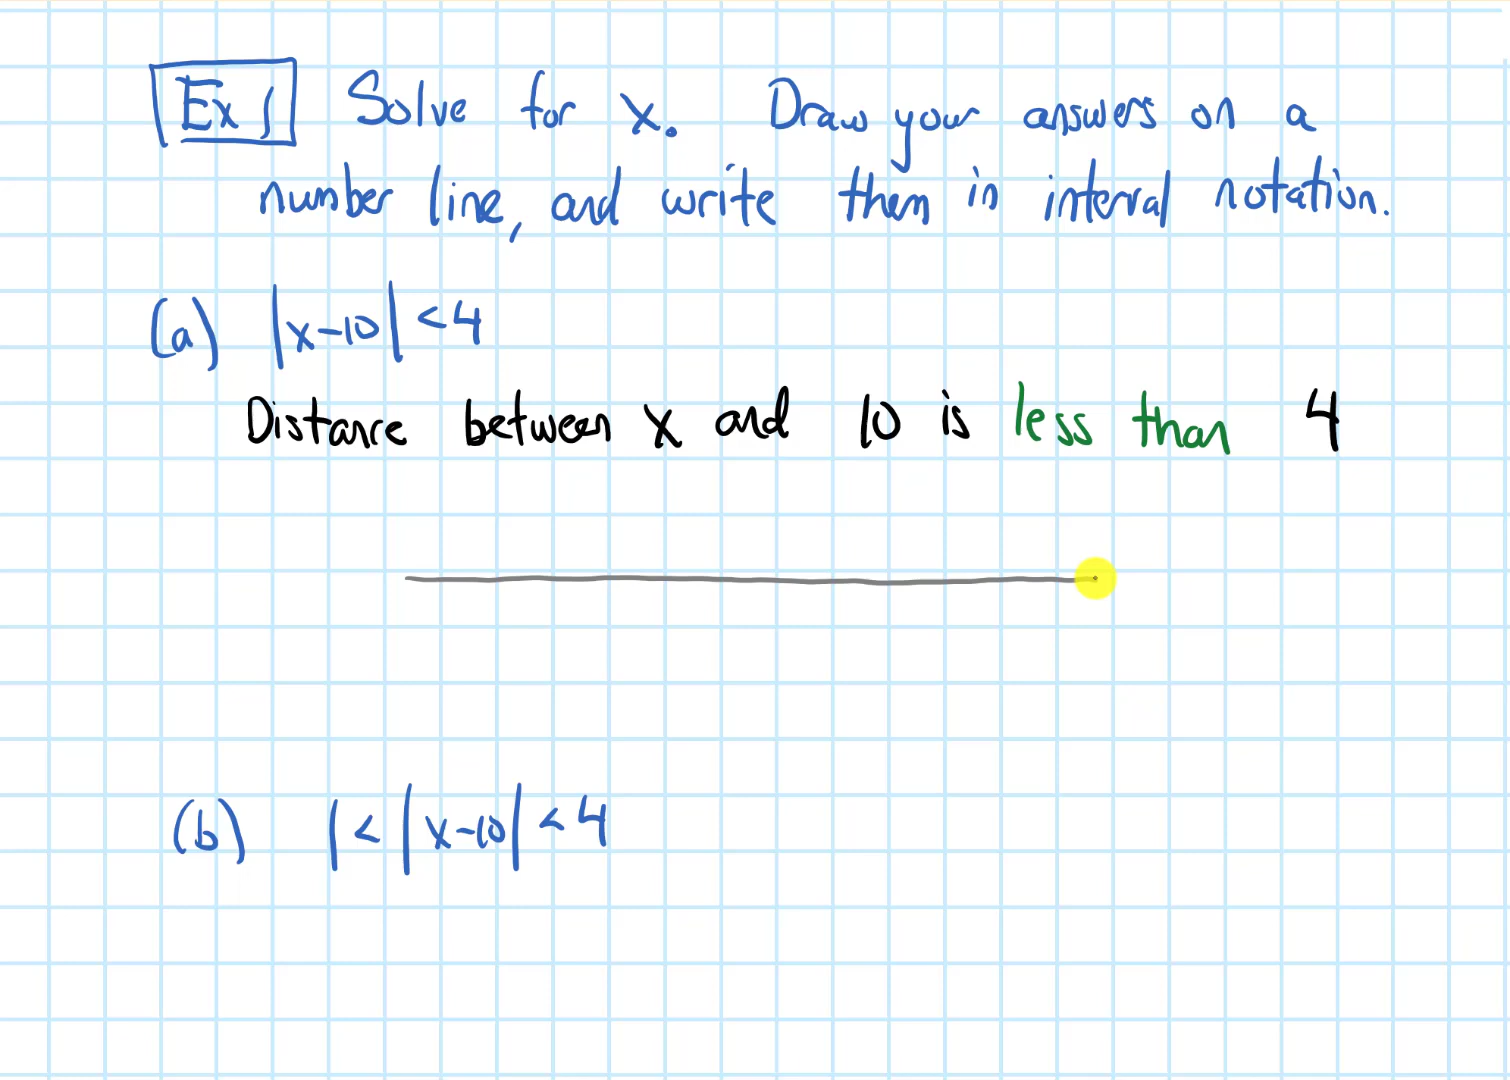 Ex 1 Solve for x. Draw your answers on a
number line, and write them in interval notation.
(a) |x-10| < 4
Distance between x and 10 is less than 4
(b) 1 < |x-10| < 4